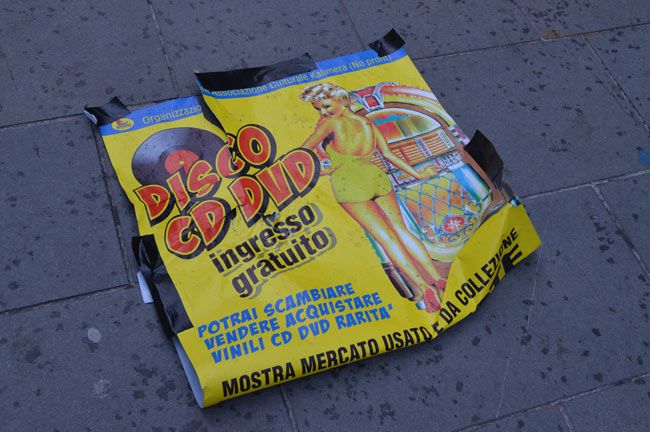 Organizzazio
Associazione Culturale Kalimera (No profit)
DISCO
CD DVD
ingresso
gratuito
POTRAI SCAMBIARE
VENDERE ACQUISTARE
VINILI CD DVD RARITA'
MOSTRA MERCATO USATO E DA COLLEZIONE